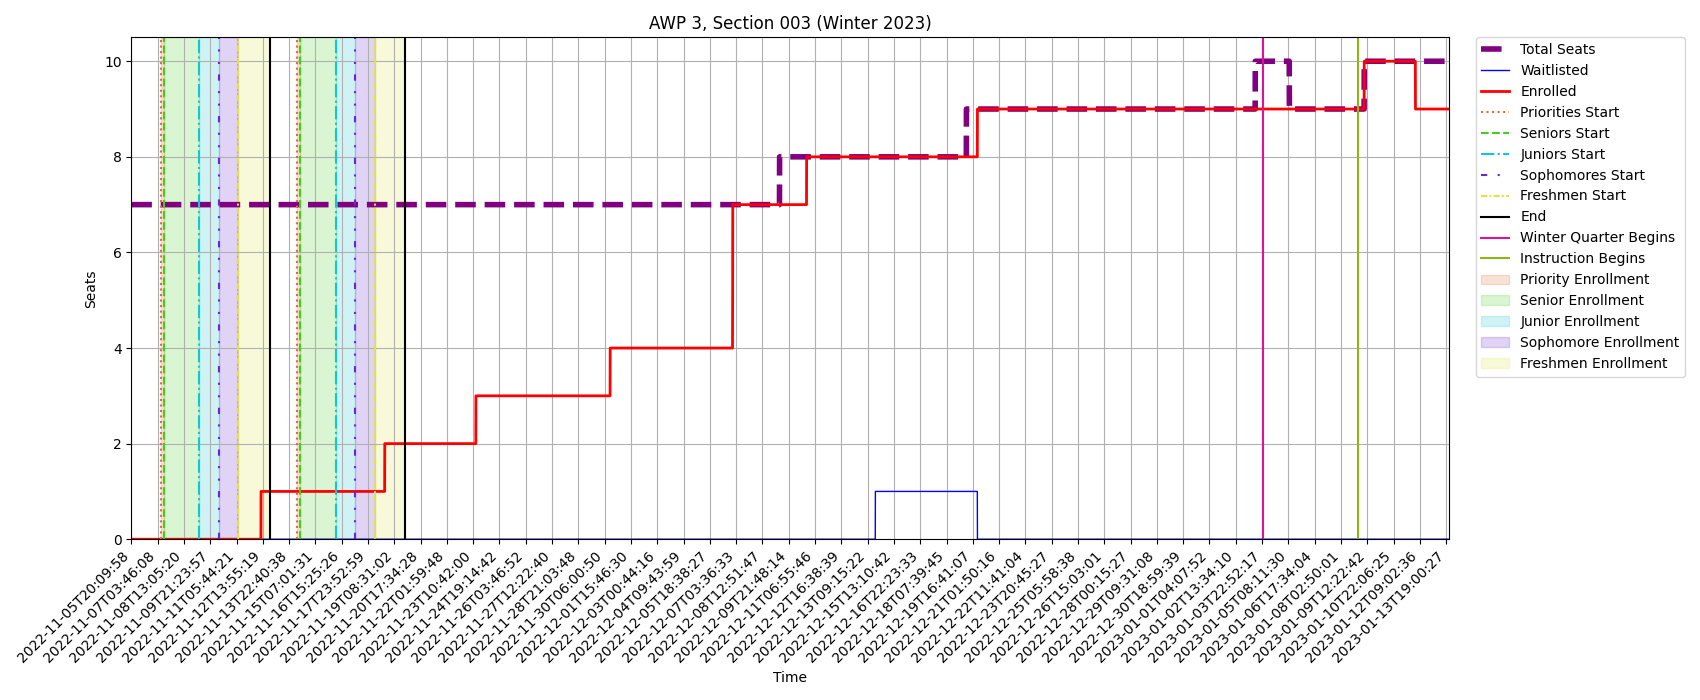 AWP 3, Section 003 (Winter 2023)
10
8
6
4
2
0
Seats
2022-11-05T20:09:58
2022-11-07T03:46:08
2022-11-08T13:05:20
2022-11-09T21:23:57
2022-11-11T05:44:21
2022-11-12T13:55:19
2022-11-13T22:40:38
2022-11-15T07:01:31
2022-11-16T15:25:26
2022-11-17T23:52:59
2022-11-19T08:31:02
2022-11-20T17:34:28
2022-11-22T01:59:48
2022-11-23T10:42:00
2022-11-24T19:14:42
2022-11-26T03:46:52
2022-11-27T12:22:40
2022-11-28T21:03:48
2022-11-30T06:00:50
2022-12-01T15:46:30
2022-12-03T00:44:16
2022-12-04T09:43:59
2022-12-05T18:38:27
2022-12-07T03:36:33
2022-12-08T12:51:47
2022-12-09T21:48:14
2022-12-11T06:55:46
2022-12-12T16:38:39
2022-12-13T09:15:22
2022-12-15T13:10:42
2022-12-16T22:23:33
2022-12-18T07:39:45
2022-12-19T16:41:07
2022-12-21T01:50:16
2022-12-22T11:41:04
2022-12-23T20:45:27
2022-12-25T05:58:38
2022-12-26T15:03:01
2022-12-28T00:15:27
2022-12-29T09:31:08
2022-12-30T18:59:39
2023-01-01T04:07:52
2023-01-02T13:34:10
2023-01-03T22:52:17
2023-01-05T08:11:30
2023-01-06T17:34:04
2023-01-08T02:50:01
2023-01-09T12:22:42
2023-01-10T22:06:25
2023-01-12T09:02:36
2023-01-13T19:00:27
Time
Total Seats
Waitlisted
Enrolled
Priorities Start
Seniors Start
Juniors Start
Sophomores Start
Freshmen Start
End
Winter Quarter Begins
Instruction Begins
Priority Enrollment
Senior Enrollment
Junior Enrollment
Sophomore Enrollment
Freshmen Enrollment